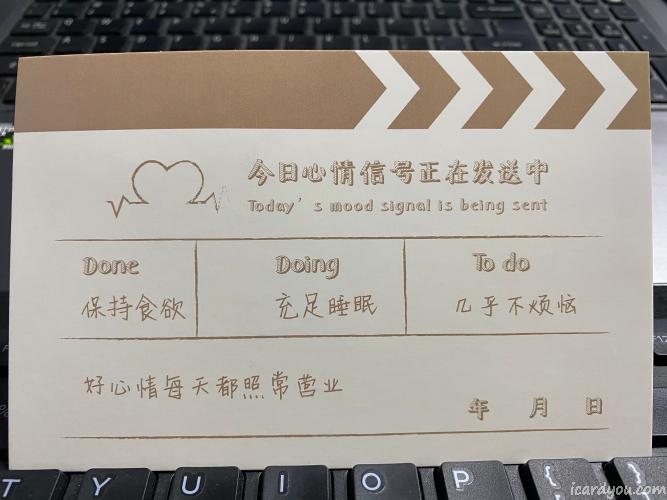 今日心情信号正在发送中
Today's mood signal is being sent
Done Doing To do
保持食欲 充足睡眠 几乎不烦恼
好心情每天都照常营业
年 月 日
T Y U I O P { [ }
icardyou.com